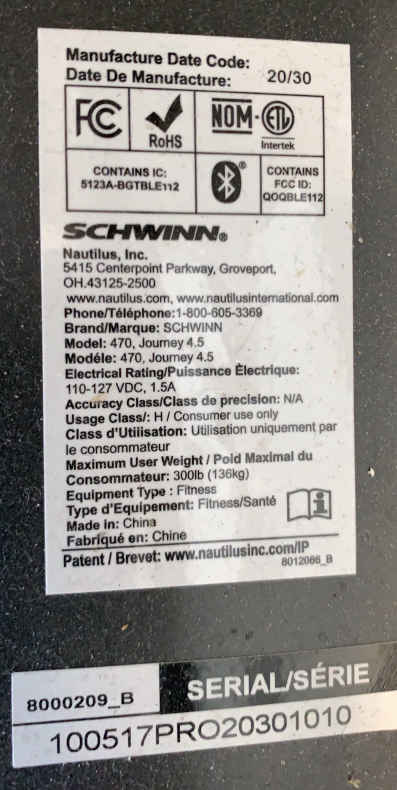 Manufacture Date Code:
Date De Manufacture: 20/30
FC
RoHS
NOM-ETL
Intertek
CONTAINS IC:
5123A-BGTBLE112
CONTAINS
FCC ID:
QOQBLE112
SCHWINN®
Nautilus, Inc.
5415 Centerpoint Parkway, Groveport,
OH.43125-2500
www.nautilus.com, www.nautilusinternational.com
Phone/Téléphone:1-800-605-3369
Brand/Marque: SCHWINN
Model: 470, Journey 4.5
Modéle: 470, Journey 4.5
Electrical Rating/Puissance Èlectrique:
110-127 VDC, 1.5A
Accuracy Class/Class de precision: N/A
Usage Class/: H / Consumer use only
Class d'Utilisation: Utilisation uniquement par
le consommateur
Maximum User Weight / Poid Maximal du
Consommateur: 300lb (136kg)
Equipment Type : Fitness
Type d'Equipement: Fitness/Santé
Made in: China
Fabriqué en: Chine
Patent / Brevet: www.nautilusinc.com/IP
8012066_B
8000209_B
SERIAL/SÉRIE
100517PRO20301010